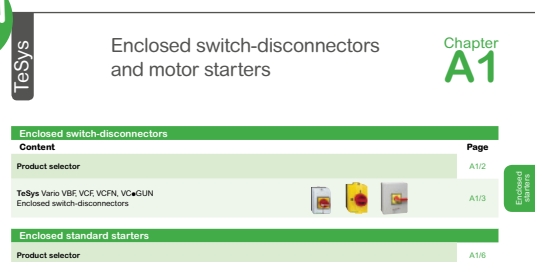 TeSys
Enclosed switch-disconnectors
and motor starters
Chapter
A1
Enclosed switch-disconnectors
Content Page
Product selector A1/2
TeSys Vario VBF, VCF, VCFN, VC●GUN
Enclosed switch-disconnectors A1/3
Enclosed
starters
Enclosed standard starters
Product selector A1/6